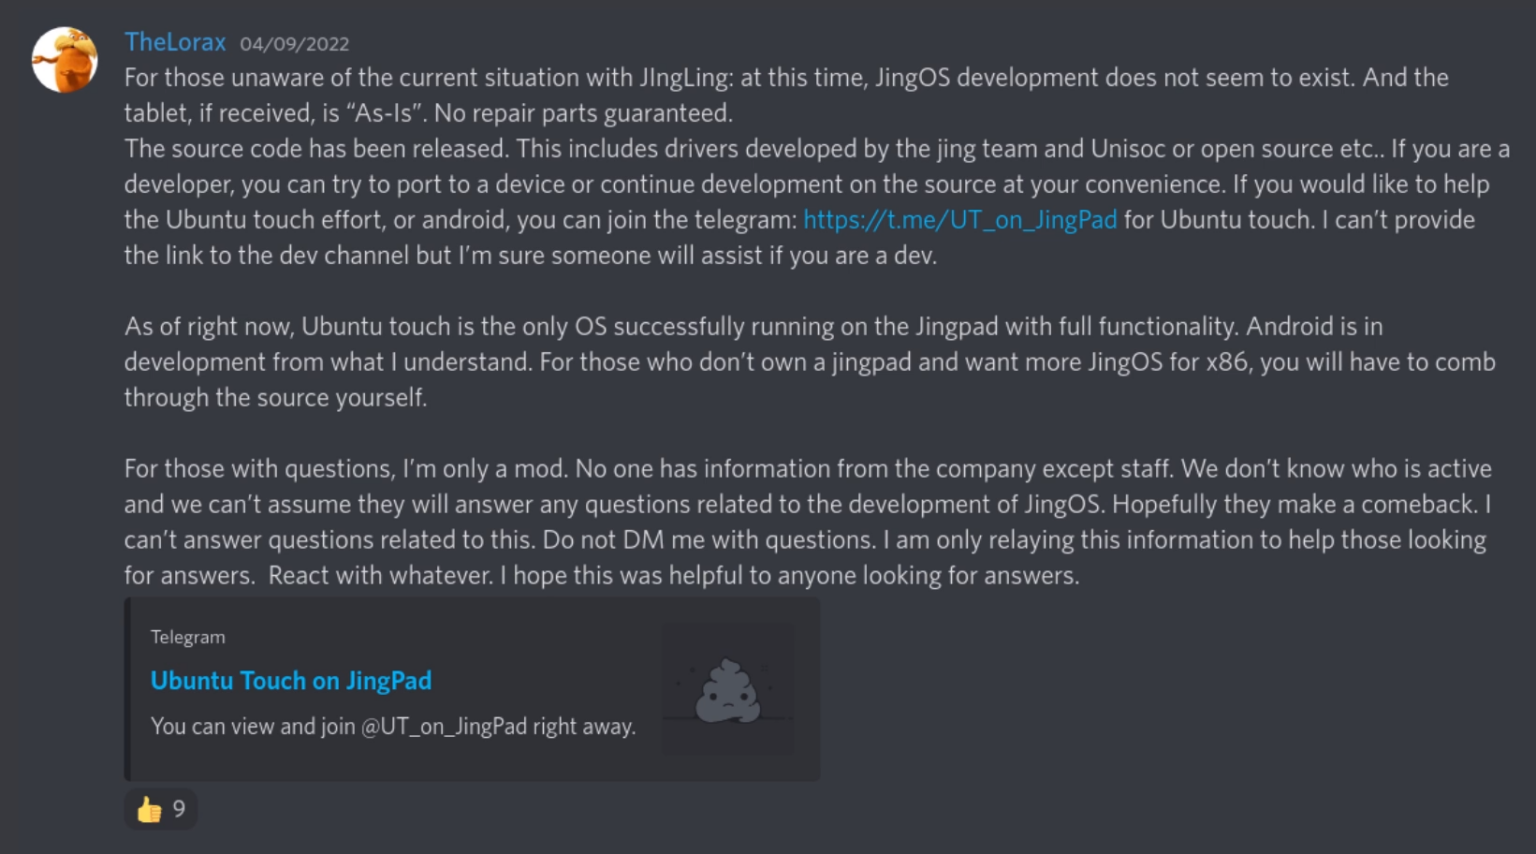 TheLorax 04/09/2022
For those unaware of the current situation with JIngLing: at this time, JingOS development does not seem to exist. And the
tablet, if received, is “As-Is”. No repair parts guaranteed.
The source code has been released. This includes drivers developed by the jing team and Unisoc or open source etc.. If you are a
developer, you can try to port to a device or continue development on the source at your convenience. If you would like to help
the Ubuntu touch effort, or android, you can join the telegram: https://t.me/UT_on_JingPad for Ubuntu touch. I can’t provide
the link to the dev channel but I’m sure someone will assist if you are a dev.
As of right now, Ubuntu touch is the only OS successfully running on the Jingpad with full functionality. Android is in
development from what I understand. For those who don’t own a jingpad and want more JingOS for x86, you will have to comb
through the source yourself.
For those with questions, I’m only a mod. No one has information from the company except staff. We don’t know who is active
and we can’t assume they will answer any questions related to the development of JingOS. Hopefully they make a comeback. I
can’t answer questions related to this. Do not DM me with questions. I am only relaying this information to help those looking
for answers.  React with whatever. I hope this was helpful to anyone looking for answers.
Telegram
Ubuntu Touch on JingPad
You can view and join @UT_on_JingPad right away.
👍 9